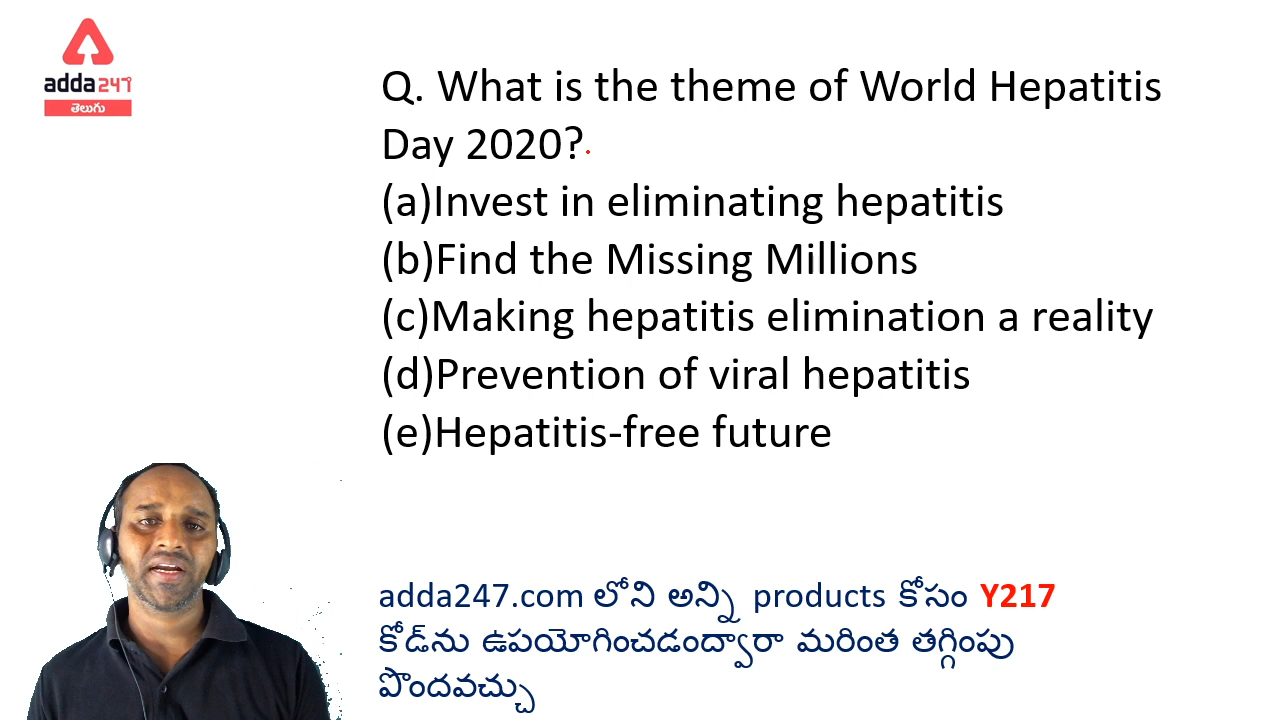 adda247
తెలుగు
Q. What is the theme of World Hepatitis
Day 2020?
(a)Invest in eliminating hepatitis
(b)Find the Missing Millions
(c)Making hepatitis elimination a reality
(d)Prevention of viral hepatitis
(e)Hepatitis-free future
adda247.com లోని అన్ని products కోసం Y217
కోడ్‌ను ఉపయోగించడంద్వారా మరింత తగ్గింపు
పొందవచ్చు